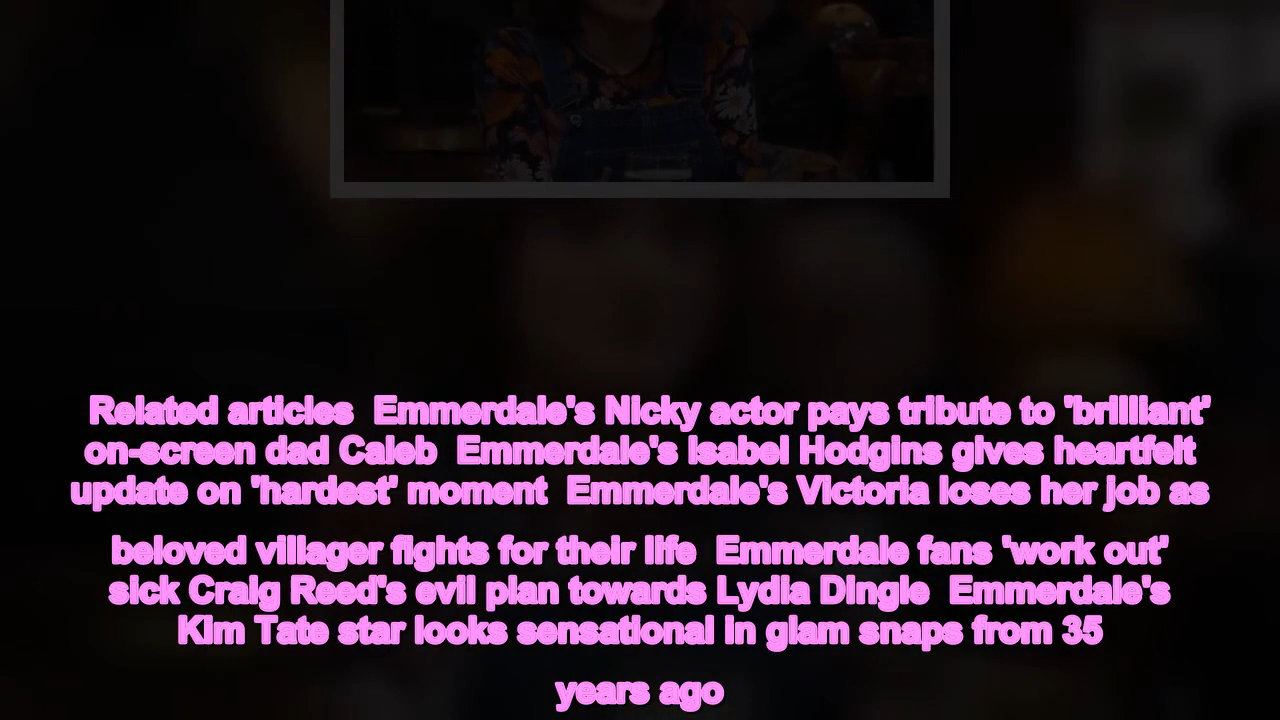 Related articles  Emmerdale's Nicky actor pays tribute to 'brilliant'
on-screen dad Caleb  Emmerdale's Isabel Hodgins gives heartfelt
update on 'hardest' moment  Emmerdale's Victoria loses her job as
beloved villager fights for their life  Emmerdale fans 'work out'
sick Craig Reed's evil plan towards Lydia Dingle  Emmerdale's
Kim Tate star looks sensational in glam snaps from 35
years ago